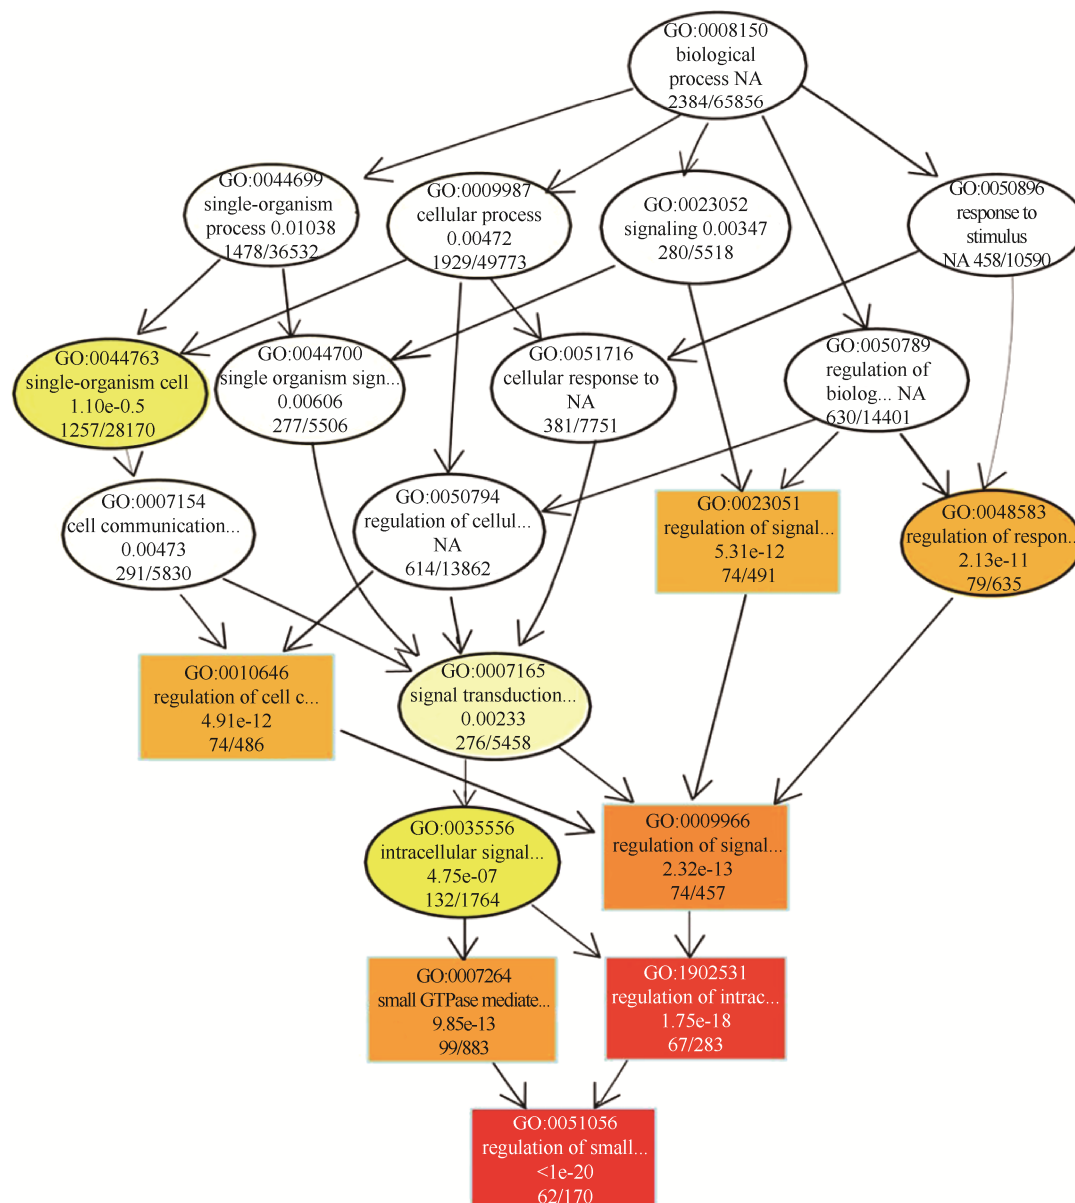 GO:0008150
biological
process NA
2384/65856
GO:0044699
single-organism
process 0.01038
1478/36532
GO:0009987
cellular process
0.00472
1929/49773
GO:0023052
signaling 0.00347
280/5518
GO:0050896
response to
stimulus
NA 458/10590
GO:0044763
single-organism cell
1.10e-0.5
1257/28170
GO:0044700
single organism sign...
0.00606
277/5506
GO:0051716
cellular response to
NA
381/7751
GO:0050789
regulation of
biolog... NA
630/14401
GO:0007154
cell communication...
0.00473
291/5830
GO:0050794
regulation of cellul...
NA
614/13862
GO:0023051
regulation of signal...
5.31e-12
74/491
GO:0048583
regulation of respon...
2.13e-11
79/635
GO:0010646
regulation of cell c...
4.91e-12
74/486
GO:0007165
signal transduction...
0.00233
276/5458
GO:0035556
intracellular signal...
4.75e-07
132/1764
GO:0009966
regulation of signal...
2.32e-13
74/457
GO:0007264
small GTPase mediate...
9.85e-13
99/883
GO:1902531
regulation of intrac...
1.75e-18
67/283
GO:0051056
regulation of small...
<1e-20
62/170